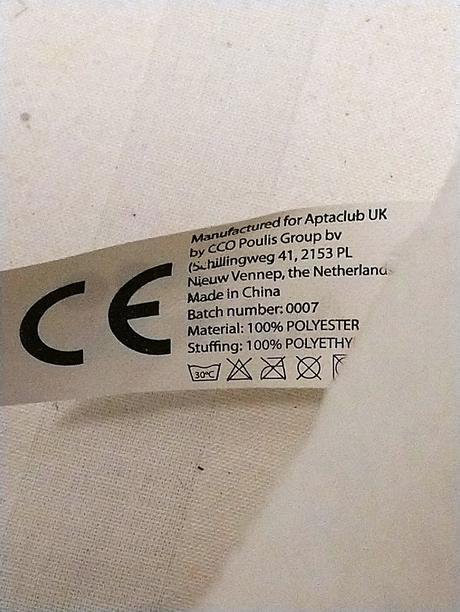 CE
Manufactured for Aptaclub UK
by CCO Poulis Group bv
(Schillingweg 41, 2153 PL
Nieuw Vennep, the Netherland
Made in China
Batch number: 0007
Material: 100% POLYESTER
Stuffing: 100% POLYETHY
30°C